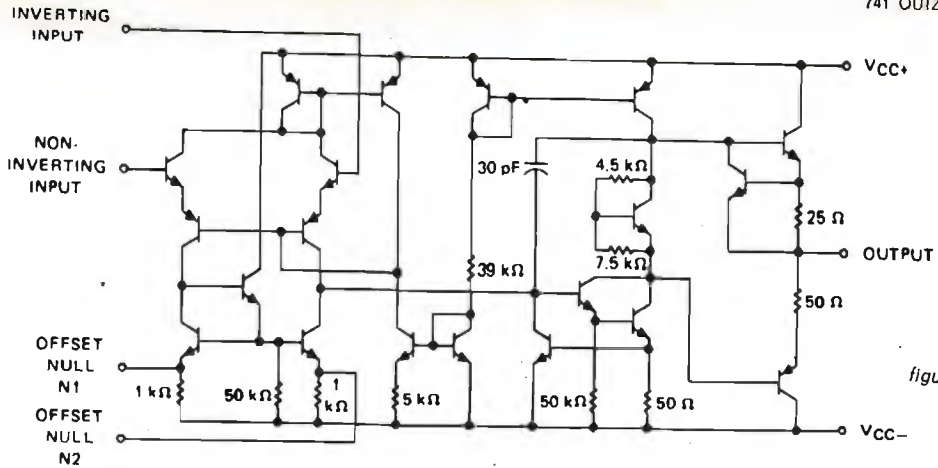 741 QUIZ
INVERTING
INPUT
VCC+
NON-
INVERTING
INPUT
30 pF
4.5 kΩ
7.5 kΩ
25 Ω
39 kΩ
OUTPUT
50 Ω
OFFSET
NULL
N1
1 kΩ
50 kΩ
1
kΩ
5 kΩ
50 kΩ
50 Ω
OFFSET
NULL
N2
VCC–